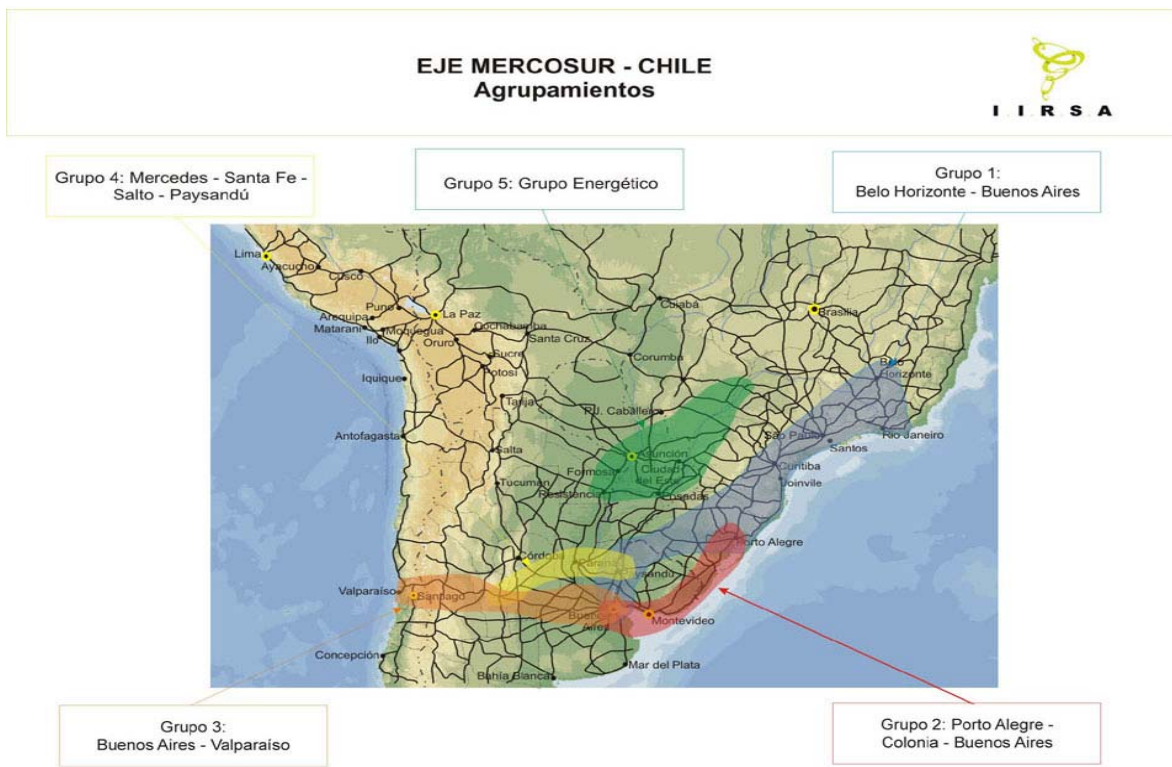 EJE MERCOSUR - CHILE
Agrupamientos
I.I.R.S.A
Grupo 4: Mercedes - Santa Fe -
Salto - Paysandú
Grupo 5: Grupo Energético
Grupo 1:
Belo Horizonte - Buenos Aires
Lima
Ayacucho
Cusco
Puno
La Paz
Arequipa
Matarani
Moquegua
Ilo
Oruro
Cochabamba
Santa Cruz
Sucre
Potosí
Iquique
Tarija
Antofagasta
Salta
Tucumán
Cuiabá
Brasilia
Corumba
Belo
Horizonte
P.J. Caballero
São Paulo
Rio Janeiro
Santos
Asunción
Formosa
Ciudad
del Este
Curitiba
Joinvile
Resistencia
Posadas
Córdoba
Paraná
Porto Alegre
Paysandú
Valparaíso
Santiago
Buenos
Aires
Montevideo
Concepción
Mar del Plata
Bahía Blanca
Grupo 3:
Buenos Aires - Valparaíso
Grupo 2: Porto Alegre -
Colonia - Buenos Aires